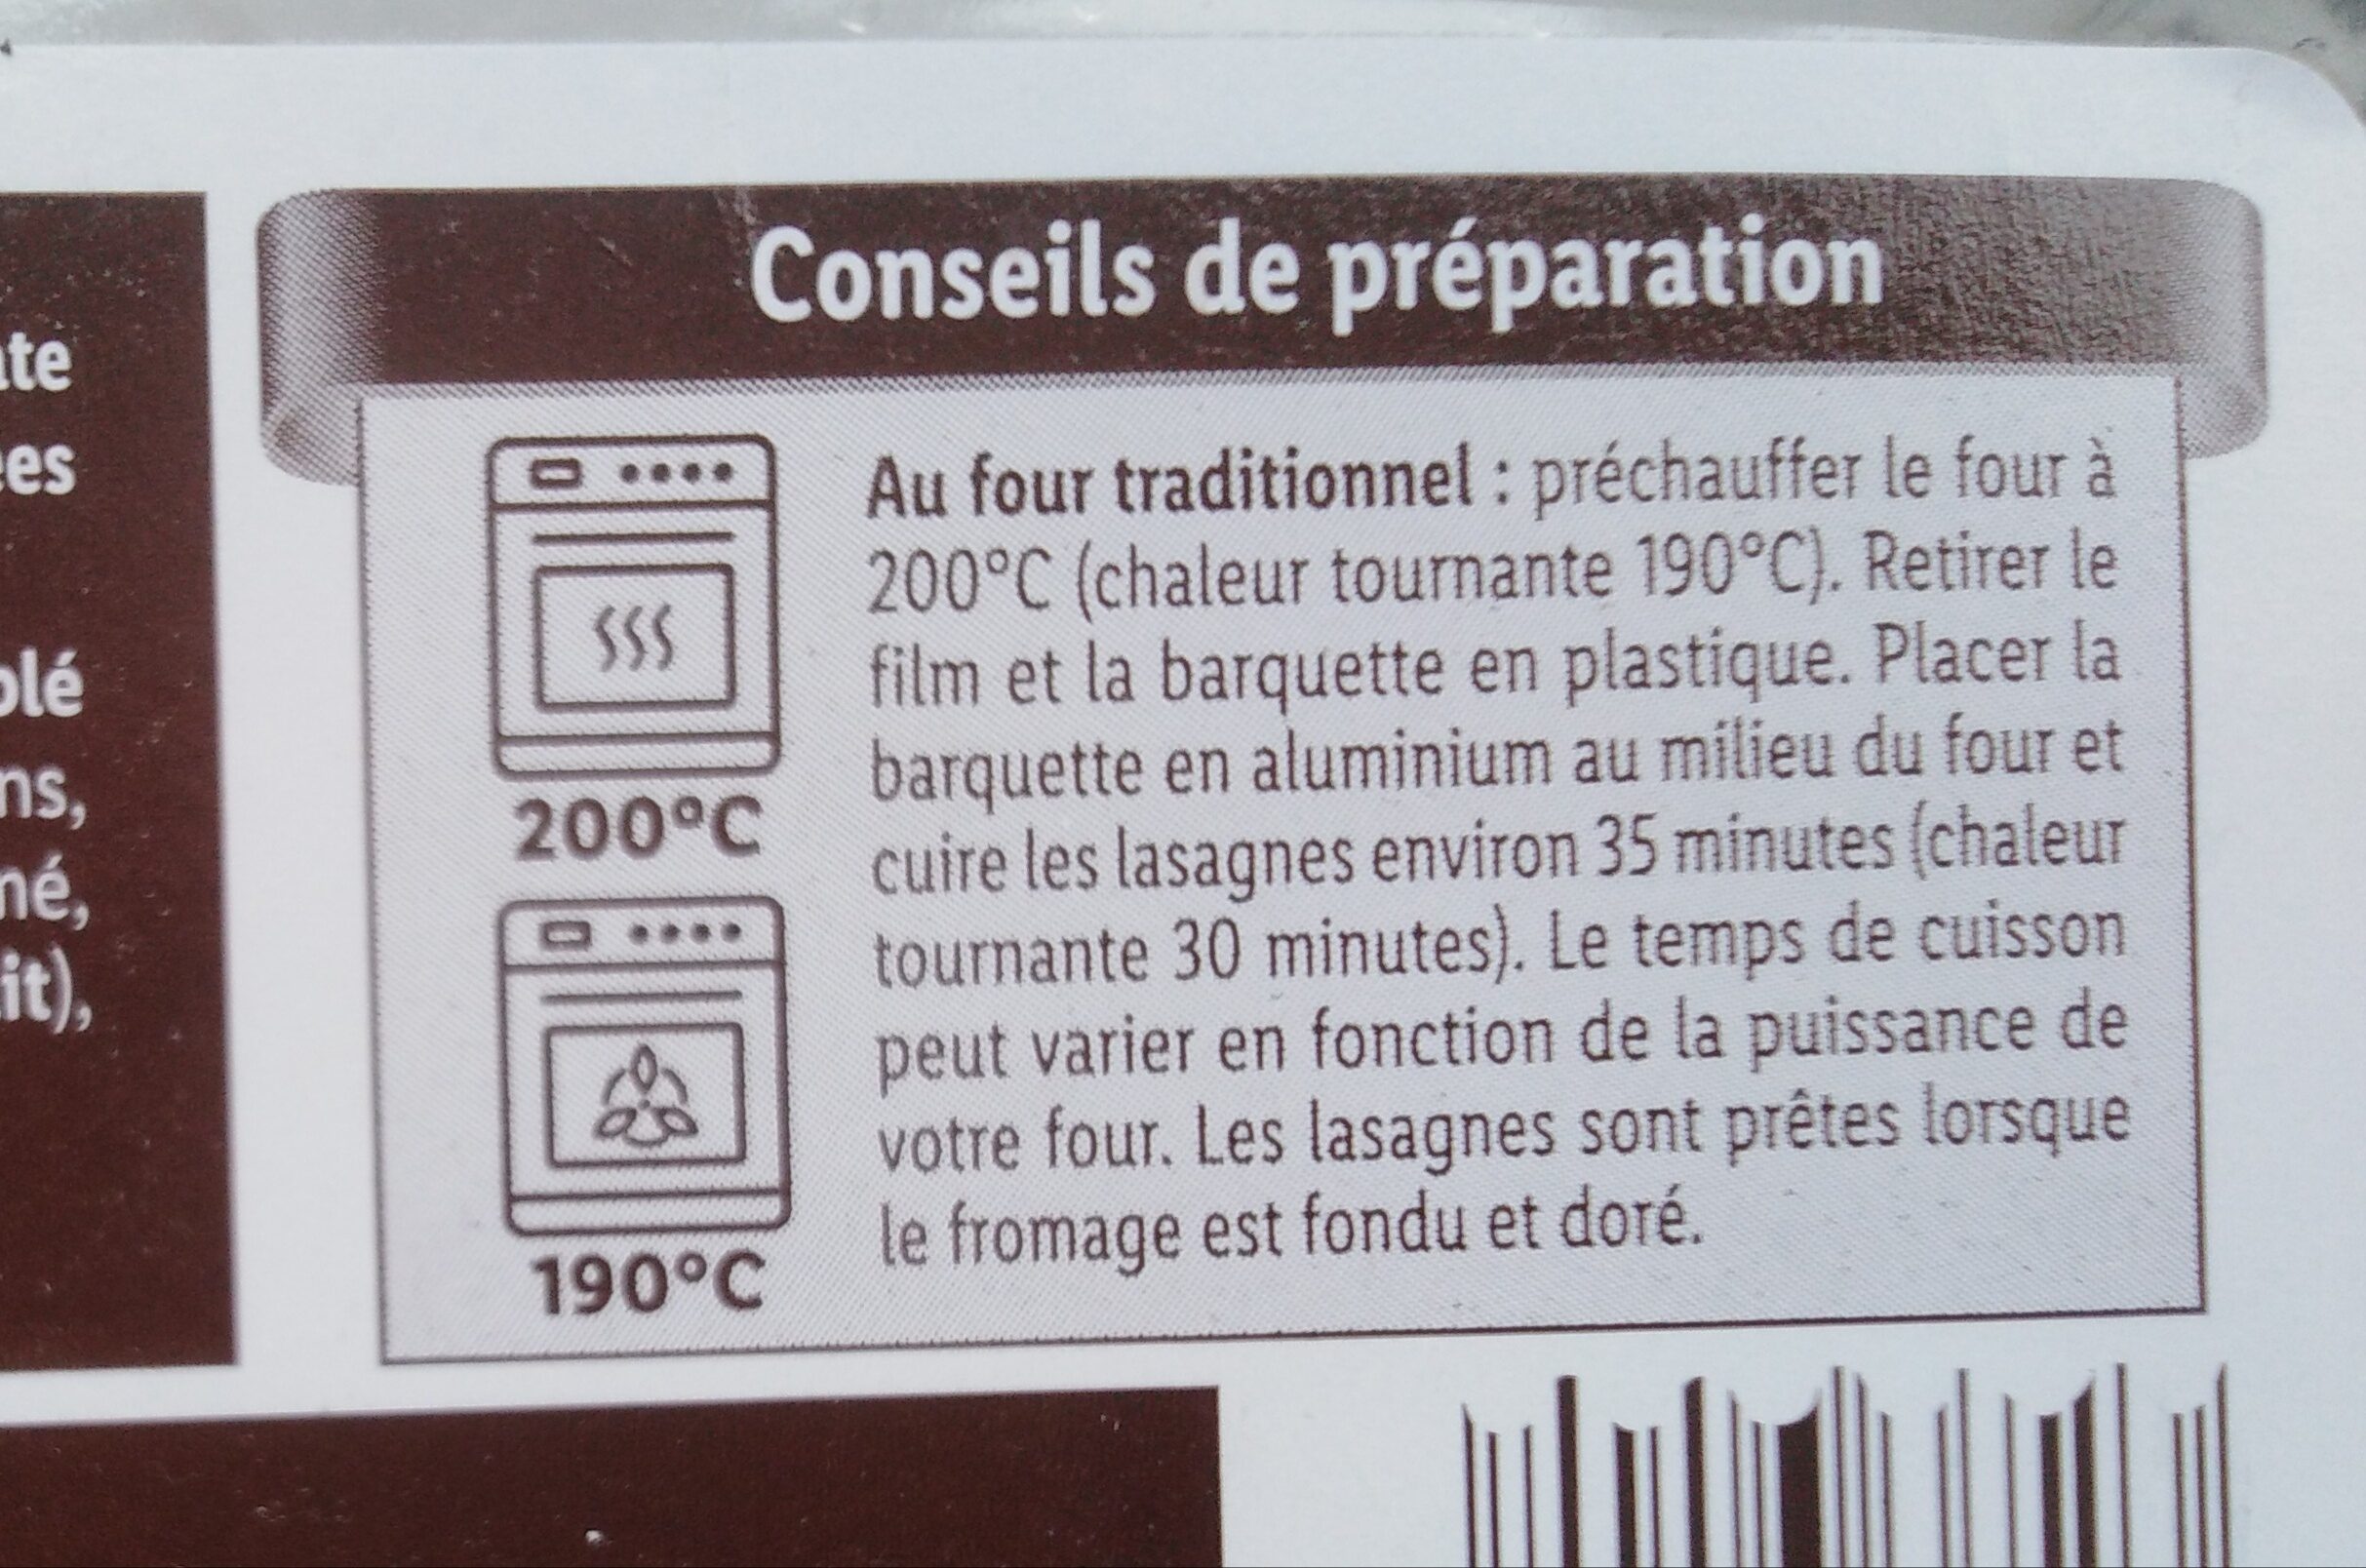 Conseils de préparation
Au four traditionnel : préchauffer le four à
200°C (chaleur tournante 190°C). Retirer le
film et la barquette en plastique. Placer la
barquette en aluminium au milieu du four et
cuire les lasagnes environ 35 minutes (chaleur
tournante 30 minutes). Le temps de cuisson
peut varier en fonction de la puissance de
votre four. Les lasagnes sont prêtes lorsque
le fromage est fondu et doré.
200°C
190°C